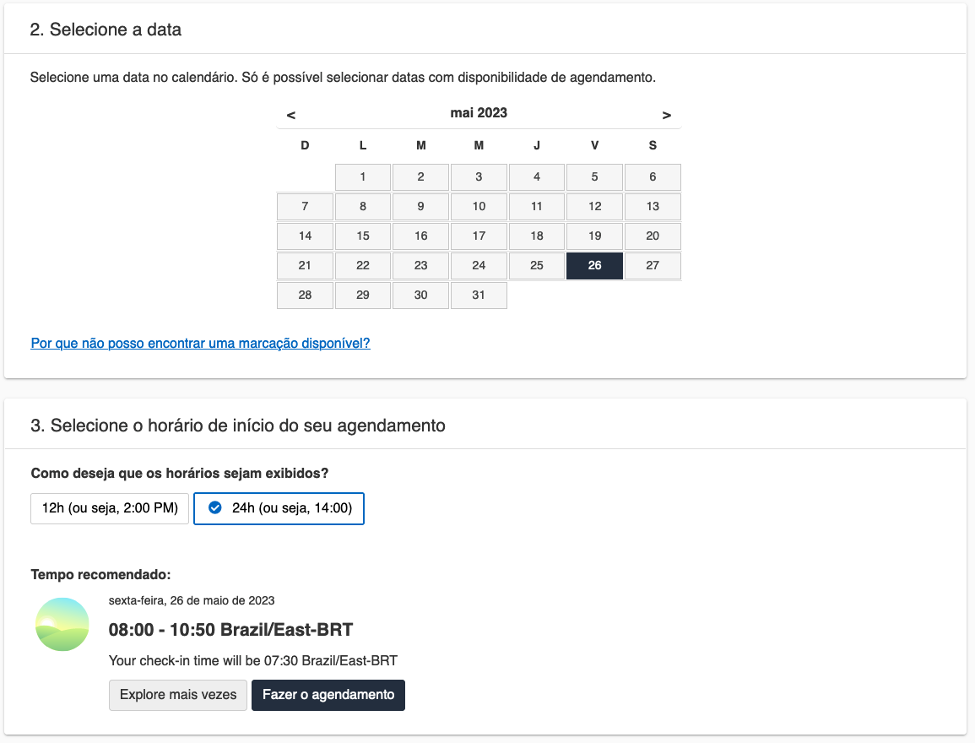 2. Selecione a data
Selecione uma data no calendário. Só é possível selecionar datas com disponibilidade de agendamento.
< mai 2023 >
D L M M J V S
1 2 3 4 5 6
7 8 9 10 11 12 13
14 15 16 17 18 19 20
21 22 23 24 25 26 27
28 29 30 31
Por que não posso encontrar uma marcação disponível?
3. Selecione o horário de início do seu agendamento
Como deseja que os horários sejam exibidos?
12h (ou seja, 2:00 PM) 24h (ou seja, 14:00)
Tempo recomendado:
sexta-feira, 26 de maio de 2023
08:00 - 10:50 Brazil/East-BRT
Your check-in time will be 07:30 Brazil/East-BRT
Explore mais vezes Fazer o agendamento